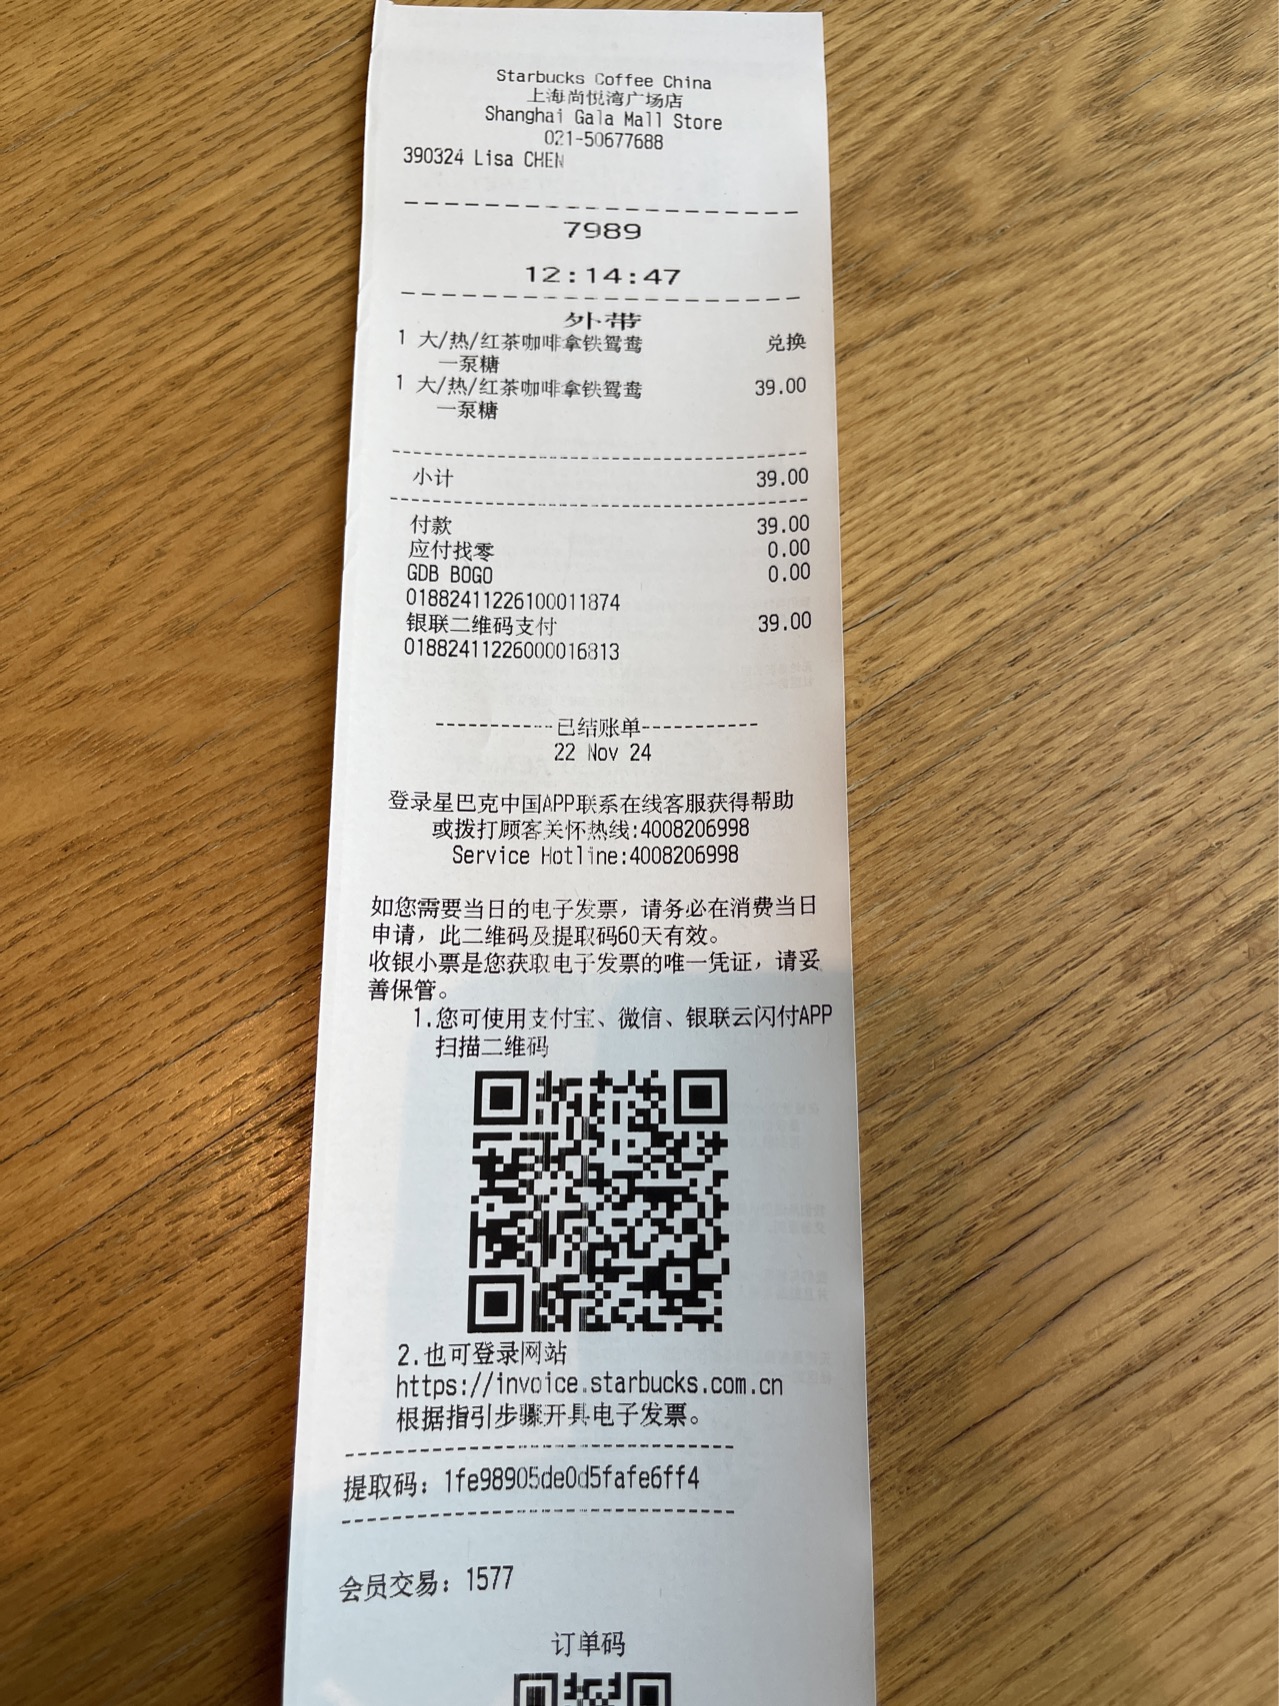 Starbucks Coffee China
上海尚悦湾广场店
Shanghai Gala Mall Store
021-50677688
390324 Lisa CHEN
7989
12:14:47
外带
1 大/热/红茶咖啡拿铁鸳鸯 兑换
一泵糖
1 大/热/红茶咖啡拿铁鸳鸯 39.00
一泵糖
小计 39.00
付款 39.00
应付找零 0.00
GDB BOGO 0.00
01882411226100011874
银联二维码支付 39.00
01882411226000016813
-----------已结账单-----------
22 Nov 24
登录星巴克中国APP联系在线客服获得帮助
或拨打顾客关怀热线:4008206998
Service Hotline:4008206998
如您需要当日的电子发票，请务必在消费当日
申请，此二维码及提取码60天有效。
收银小票是您获取电子发票的唯一凭证，请妥
善保管。
1.您可使用支付宝、微信、银联云闪付APP
扫描二维码
2.也可登录网站
https://invoice.starbucks.com.cn
根据指引步骤开具电子发票。
提取码：1fe98905de0d5fafe6ff4
会员交易：1577
订单码